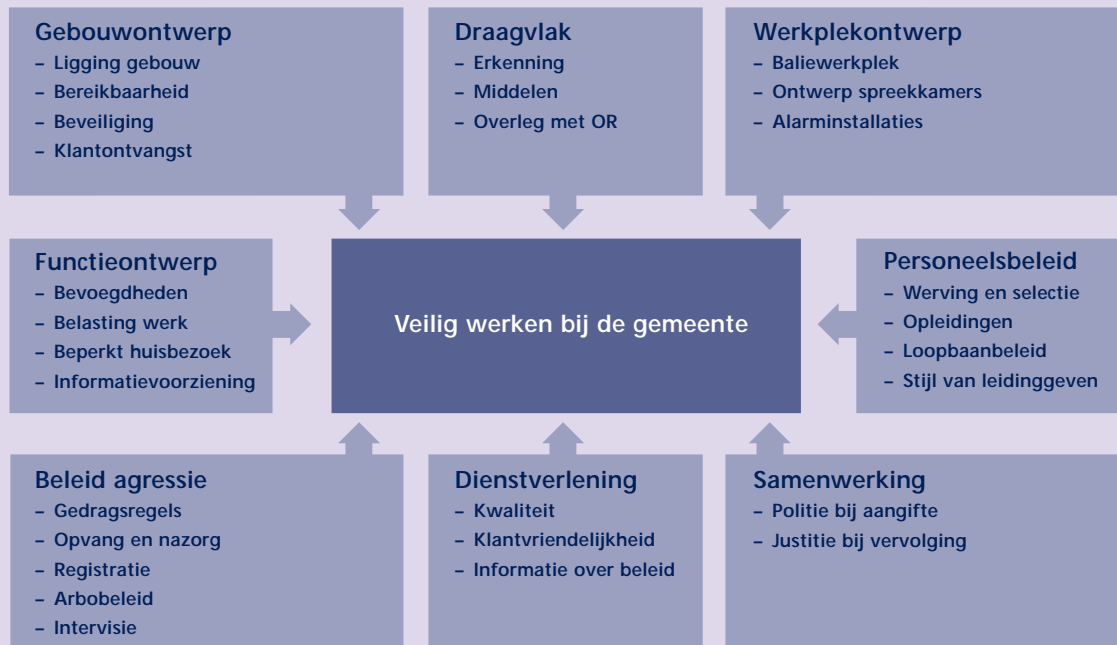 Gebouwontwerp
– Ligging gebouw
– Bereikbaarheid
– Beveiliging
– Klantontvangst
Draagvlak
– Erkenning
– Middelen
– Overleg met OR
Werkplekontwerp
– Baliewerkplek
– Ontwerp spreekkamers
– Alarminstallaties
Functieontwerp
– Bevoegdheden
– Belasting werk
– Beperkt huisbezoek
– Informatievoorziening
Veilig werken bij de gemeente
Personeelsbeleid
– Werving en selectie
– Opleidingen
– Loopbaanbeleid
– Stijl van leidinggeven
Beleid agressie
– Gedragsregels
– Opvang en nazorg
– Registratie
– Arbobeleid
– Intervisie
Dienstverlening
– Kwaliteit
– Klantvriendelijkheid
– Informatie over beleid
Samenwerking
– Politie bij aangifte
– Justitie bij vervolging